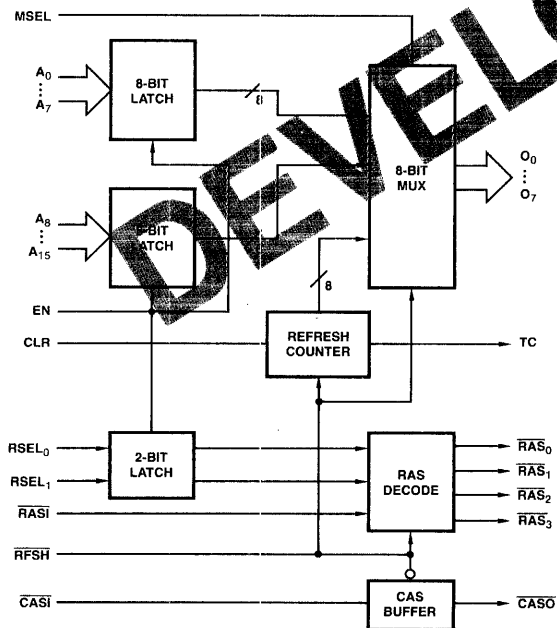 MSEL
A0
A7
8-BIT
LATCH
8
8-BIT
MUX
O0
O7
A8
A15
LATCH
DEVEL
EN
CLR
8
REFRESH
COUNTER
TC
RSEL0
RSEL1
2-BIT
LATCH
RAS
DECODE
RAS0
RAS1
RAS2
RAS3
RASI
RFSH
CASI
CAS
BUFFER
CASO